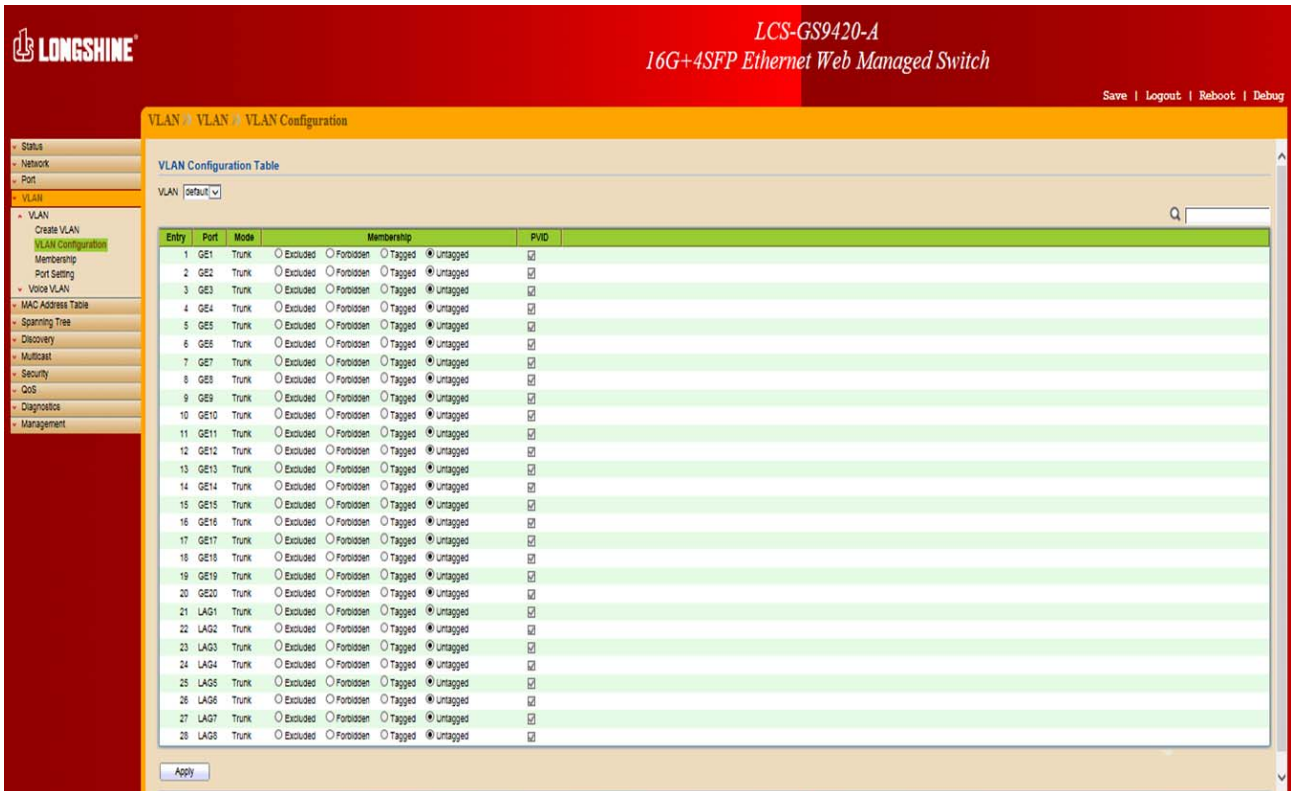 LONGSHINE®
LCS-GS9420-A
16G+4SFP Ethernet Web Managed Switch
Save | Logout | Reboot | Debug
VLAN » VLAN » VLAN Configuration
Status
Network
Port
VLAN
VLAN
Create VLAN
VLAN Configuration
Membership
Port Setting
Voice VLAN
MAC Address Table
Spanning Tree
Discovery
Multicast
Security
QoS
Diagnostics
Management
VLAN Configuration Table
VLAN default
Entry Port Mode Membership PVID
1 GE1 Trunk Excluded Forbidden Tagged Untagged
2 GE2 Trunk Excluded Forbidden Tagged Untagged
3 GE3 Trunk Excluded Forbidden Tagged Untagged
4 GE4 Trunk Excluded Forbidden Tagged Untagged
5 GE5 Trunk Excluded Forbidden Tagged Untagged
6 GE6 Trunk Excluded Forbidden Tagged Untagged
7 GE7 Trunk Excluded Forbidden Tagged Untagged
8 GE8 Trunk Excluded Forbidden Tagged Untagged
9 GE9 Trunk Excluded Forbidden Tagged Untagged
10 GE10 Trunk Excluded Forbidden Tagged Untagged
11 GE11 Trunk Excluded Forbidden Tagged Untagged
12 GE12 Trunk Excluded Forbidden Tagged Untagged
13 GE13 Trunk Excluded Forbidden Tagged Untagged
14 GE14 Trunk Excluded Forbidden Tagged Untagged
15 GE15 Trunk Excluded Forbidden Tagged Untagged
16 GE16 Trunk Excluded Forbidden Tagged Untagged
17 GE17 Trunk Excluded Forbidden Tagged Untagged
18 GE18 Trunk Excluded Forbidden Tagged Untagged
19 GE19 Trunk Excluded Forbidden Tagged Untagged
20 GE20 Trunk Excluded Forbidden Tagged Untagged
21 LAG1 Trunk Excluded Forbidden Tagged Untagged
22 LAG2 Trunk Excluded Forbidden Tagged Untagged
23 LAG3 Trunk Excluded Forbidden Tagged Untagged
24 LAG4 Trunk Excluded Forbidden Tagged Untagged
25 LAG5 Trunk Excluded Forbidden Tagged Untagged
26 LAG6 Trunk Excluded Forbidden Tagged Untagged
27 LAG7 Trunk Excluded Forbidden Tagged Untagged
28 LAG8 Trunk Excluded Forbidden Tagged Untagged
Apply